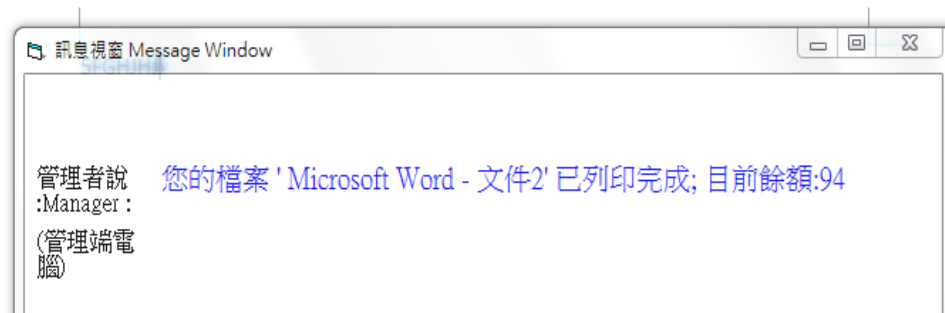 訊息視窗 Message Window
管理者說
:Manager :
(管理端電
腦)
您的檔案 ' Microsoft Word - 文件2' 已列印完成; 目前餘額:94